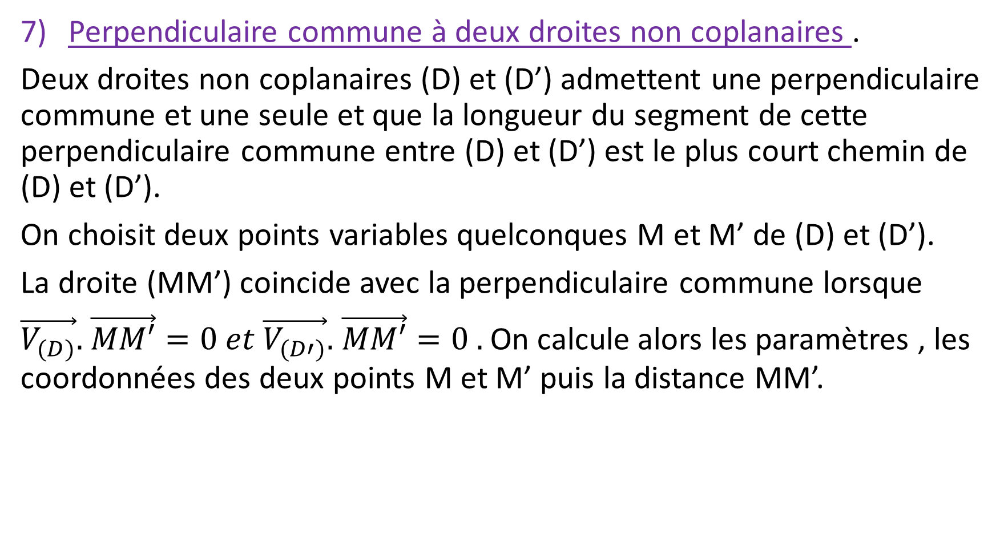 7) Perpendiculaire commune à deux droites non coplanaires .
Deux droites non coplanaires (D) et (D’) admettent une perpendiculaire
commune et une seule et que la longueur du segment de cette
perpendiculaire commune entre (D) et (D’) est le plus court chemin de
(D) et (D’).
On choisit deux points variables quelconques M et M’ de (D) et (D’).
La droite (MM’) coincide avec la perpendiculaire commune lorsque
$\overrightarrow{V_{(D)}}.\overrightarrow{MM'} = 0 \; et \; \overrightarrow{V_{(D')}}.\overrightarrow{MM'} = 0$ . On calcule alors les paramètres , les
coordonnées des deux points M et M’ puis la distance MM’.